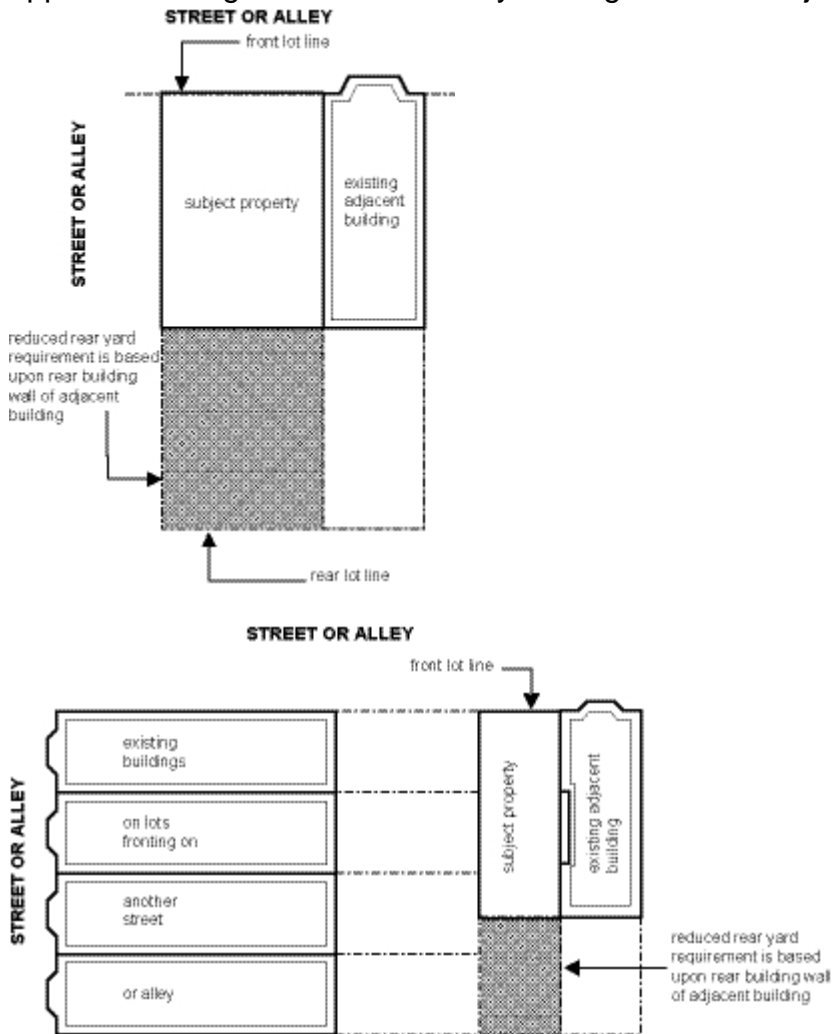 STREET OR ALLEY
front lot line
STREET OR ALLEY
subject property
existing
adjacent
building
reduced rear yard
requirement is based
upon rear building
wall of adjacent
building
rear lot line
STREET OR ALLEY
front lot line
STREET OR ALLEY
existing
buildings
on lots
fronting on
another
street
or alley
subject property
existing adjacent
building
reduced rear yard
requirement is based
upon rear building wall
of adjacent building